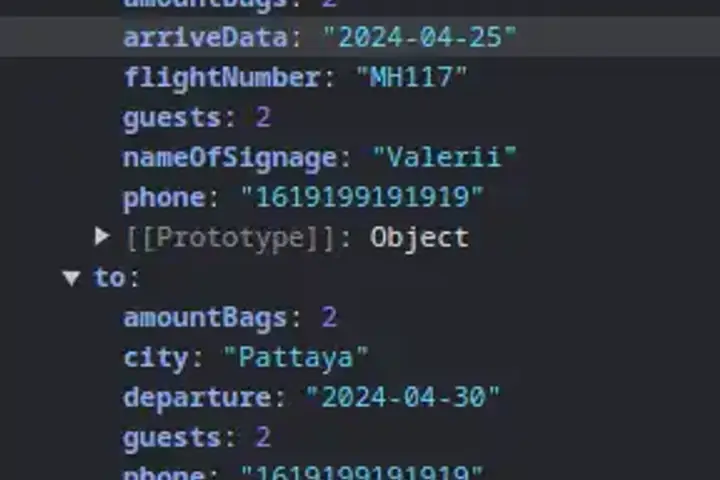 amountBags: 2
arriveData: "2024-04-25"
flightNumber: "MH117"
guests: 2
nameOfSignage: "Valerii"
phone: "1619199191919"
[[Prototype]]: Object
to:
amountBags: 2
city: "Pattaya"
departure: "2024-04-30"
guests: 2
phone: "1619199191919"